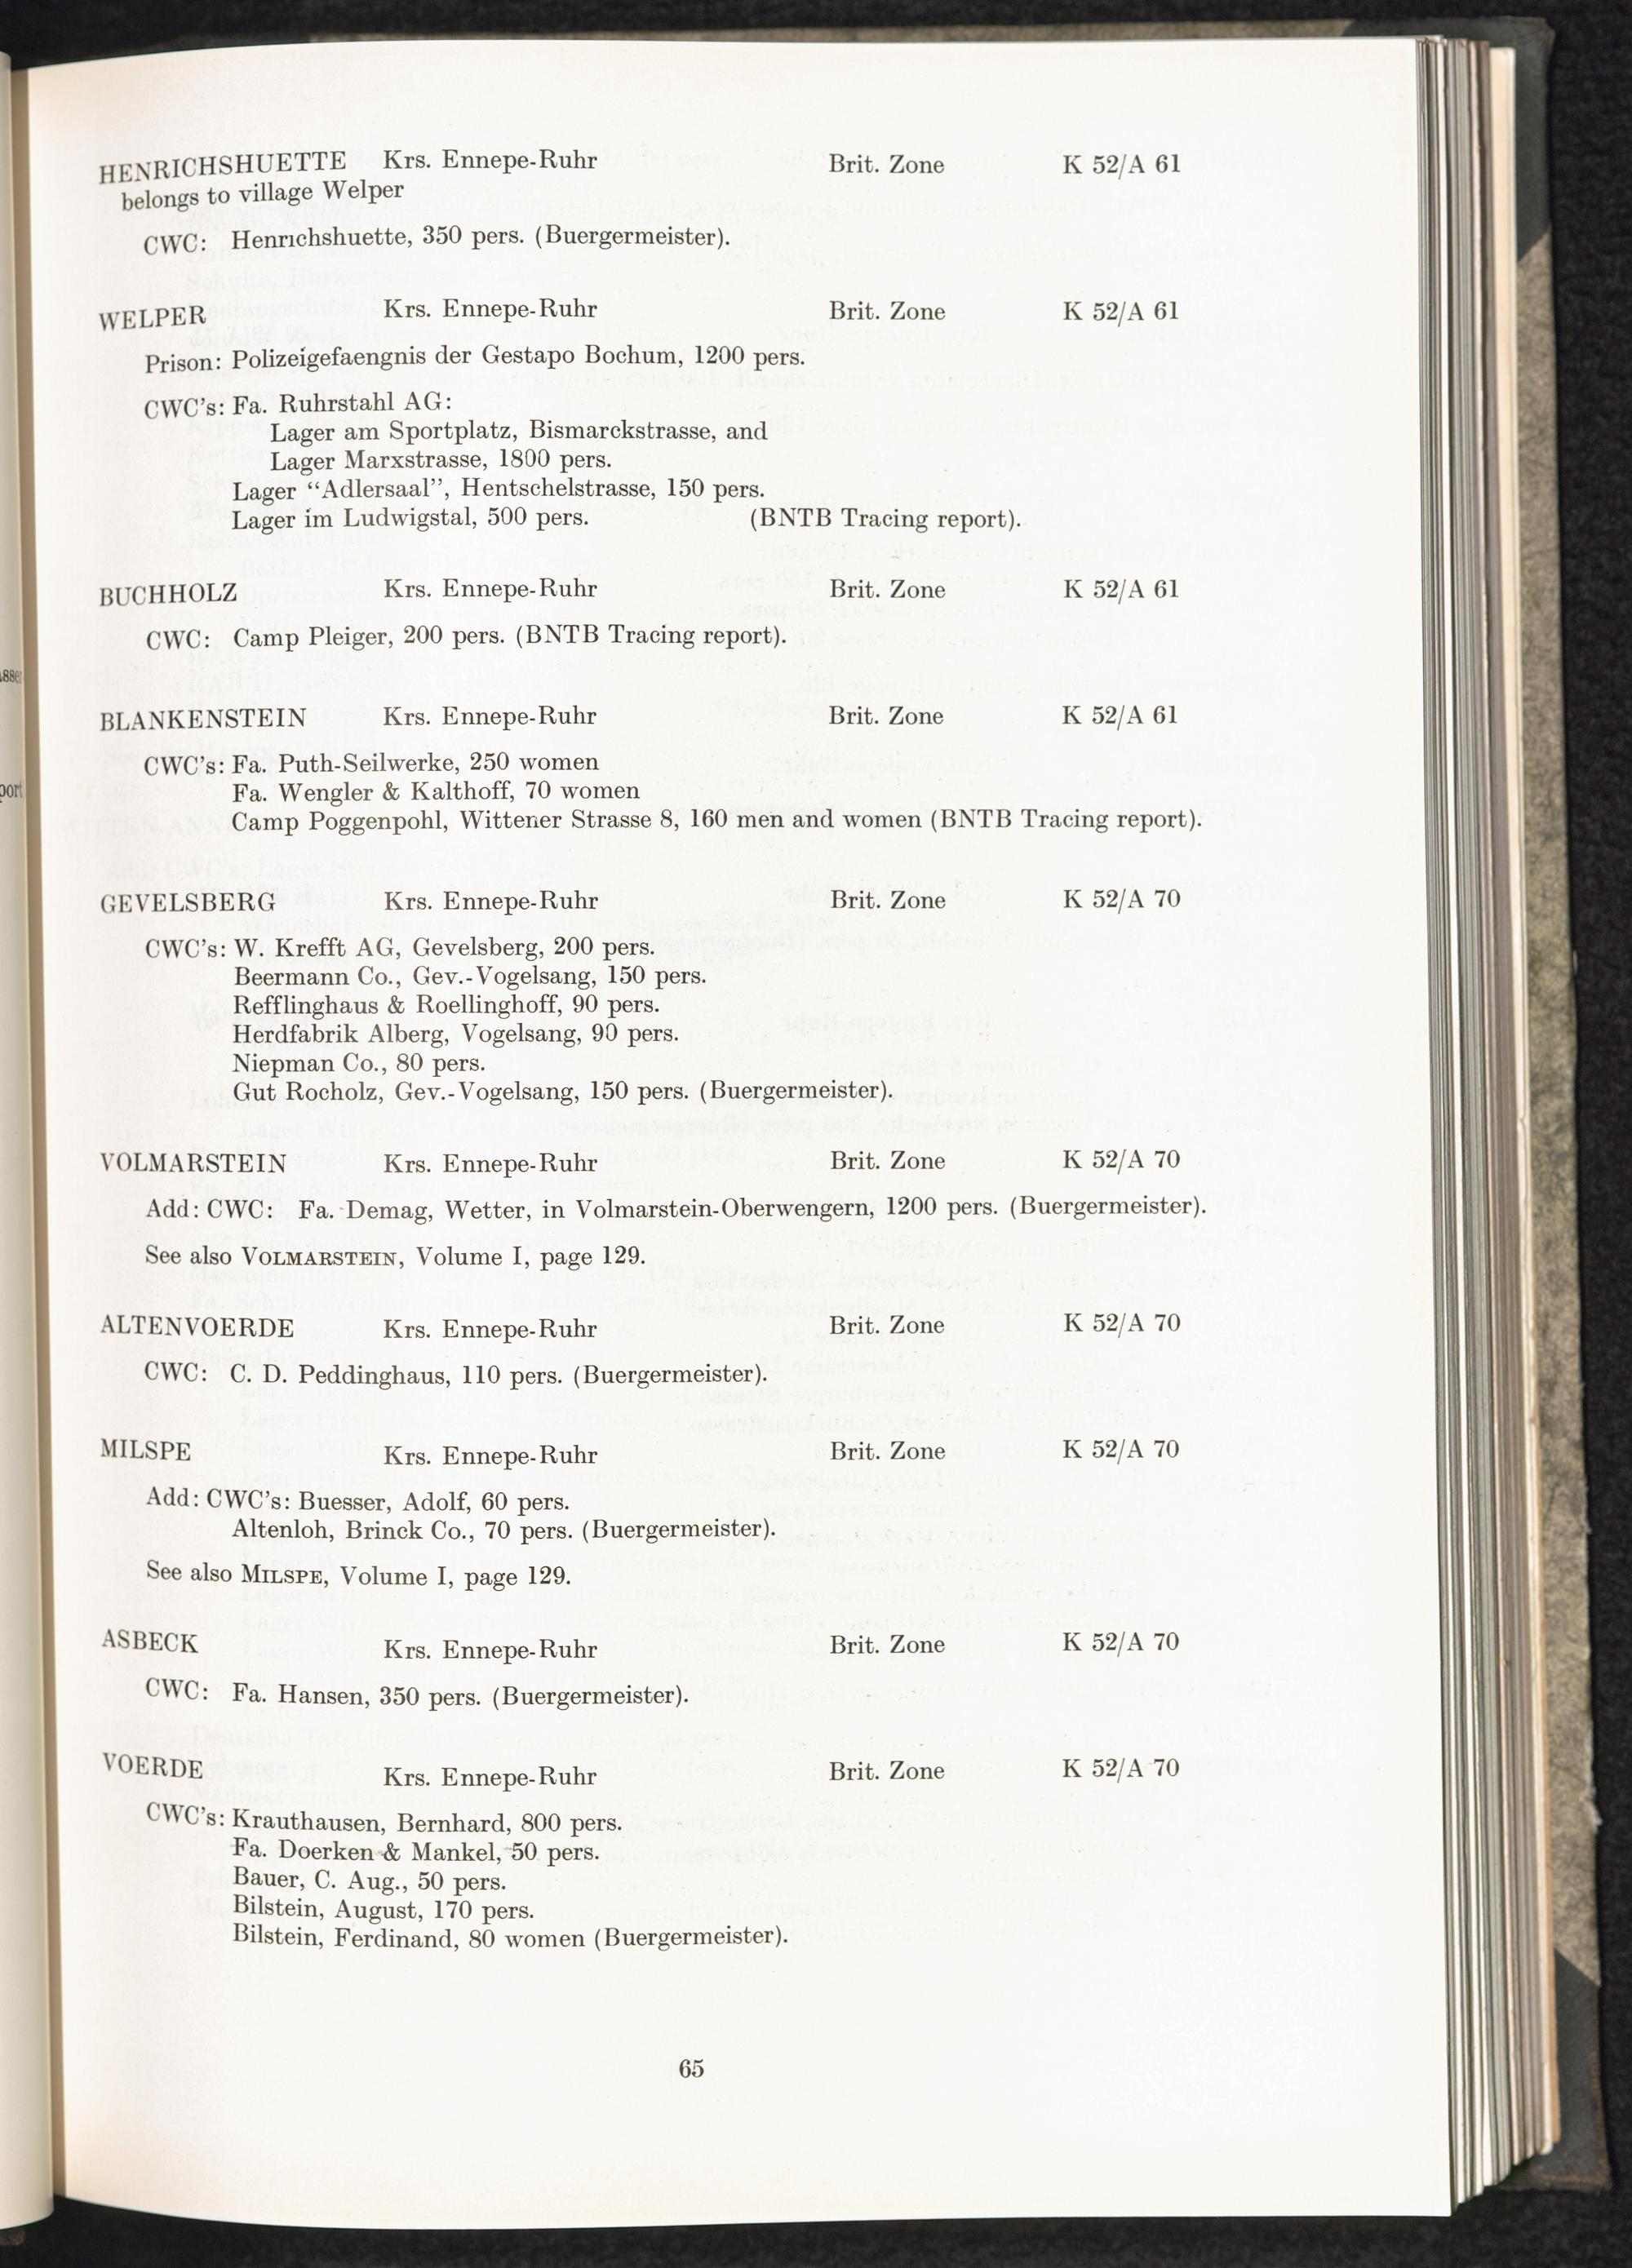 HENRICHSHUETTE Krs. Ennepe-Ruhr Brit. Zone K 52/A 61
belongs to village Welper
CWC: Henrichshuette, 350 pers. (Buergermeister).
WELPER Krs. Ennepe-Ruhr Brit. Zone K 52/A 61
Prison: Polizeigefaengnis der Gestapo Bochum, 1200 pers.
CWC's: Fa. Ruhrstahl AG:
Lager am Sportplatz, Bismarckstrasse, and
Lager Marxstrasse, 1800 pers.
Lager “Adlersaal”, Hentschelstrasse, 150 pers.
Lager im Ludwigstal, 500 pers. (BNTB Tracing report).
BUCHHOLZ Krs. Ennepe-Ruhr Brit. Zone K 52/A 61
CWC: Camp Pleiger, 200 pers. (BNTB Tracing report).
BLANKENSTEIN Krs. Ennepe-Ruhr Brit. Zone K 52/A 61
CWC's: Fa. Puth-Seilwerke, 250 women
Fa. Wengler & Kalthoff, 70 women
Camp Poggenpohl, Wittener Strasse 8, 160 men and women (BNTB Tracing report).
GEVELSBERG Krs. Ennepe-Ruhr Brit. Zone K 52/A 70
CWC's: W. Krefft AG, Gevelsberg, 200 pers.
Beermann Co., Gev.-Vogelsang, 150 pers.
Refflinghaus & Roellinghoff, 90 pers.
Herdfabrik Alberg, Vogelsang, 90 pers.
Niepman Co., 80 pers.
Gut Rocholz, Gev.-Vogelsang, 150 pers. (Buergermeister).
VOLMARSTEIN Krs. Ennepe-Ruhr Brit. Zone K 52/A 70
Add: CWC: Fa. Demag, Wetter, in Volmarstein-Oberwengern, 1200 pers. (Buergermeister).
See also VOLMARSTEIN, Volume I, page 129.
ALTENVOERDE Krs. Ennepe-Ruhr Brit. Zone K 52/A 70
CWC: C. D. Peddinghaus, 110 pers. (Buergermeister).
MILSPE Krs. Ennepe-Ruhr Brit. Zone K 52/A 70
Add: CWC's: Buesser, Adolf, 60 pers.
Altenloh, Brinck Co., 70 pers. (Buergermeister).
See also MILSPE, Volume I, page 129.
ASBECK Krs. Ennepe-Ruhr Brit. Zone K 52/A 70
CWC: Fa. Hansen, 350 pers. (Buergermeister).
VOERDE Krs. Ennepe-Ruhr Brit. Zone K 52/A 70
CWC's: Krauthausen, Bernhard, 800 pers.
Fa. Doerken & Mankel, 50 pers.
Bauer, C. Aug., 50 pers.
Bilstein, August, 170 pers.
Bilstein, Ferdinand, 80 women (Buergermeister).
65